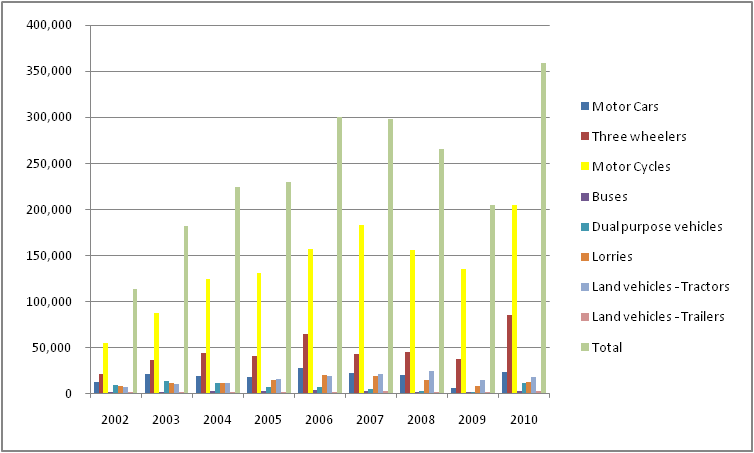 400,000
350,000
300,000
250,000
200,000
150,000
100,000
50,000
0
2002 2003 2004 2005 2006 2007 2008 2009 2010
Motor Cars
Three wheelers
Motor Cycles
Buses
Dual purpose vehicles
Lorries
Land vehicles - Tractors
Land vehicles - Trailers
Total